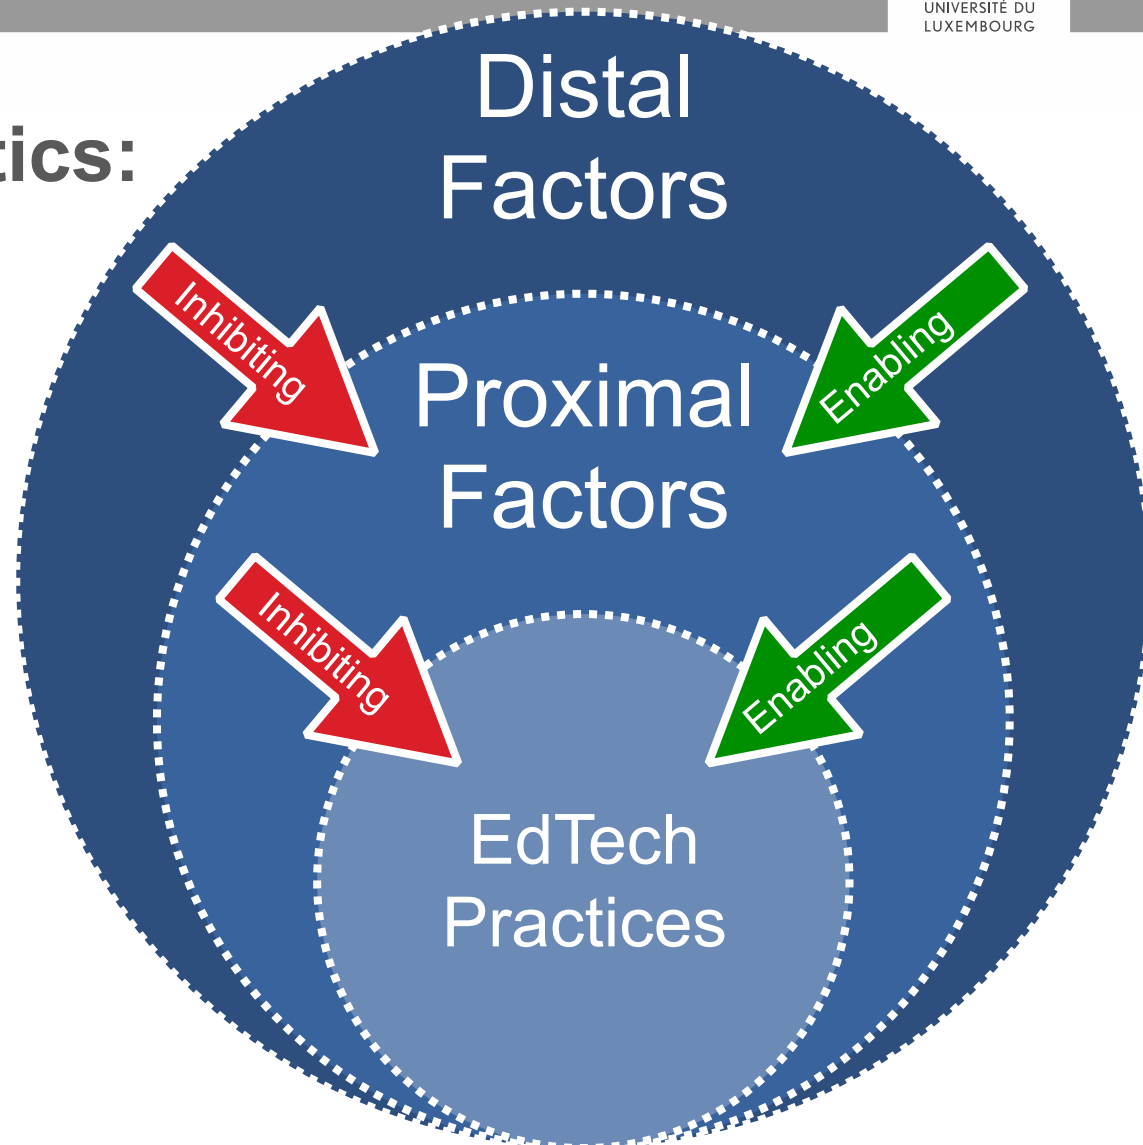 UNIVERSITÉ DU
LUXEMBOURG
Distal
Factors
tics:
Inhibiting
Enabling
Proximal
Factors
Inhibiting
Enabling
EdTech
Practices